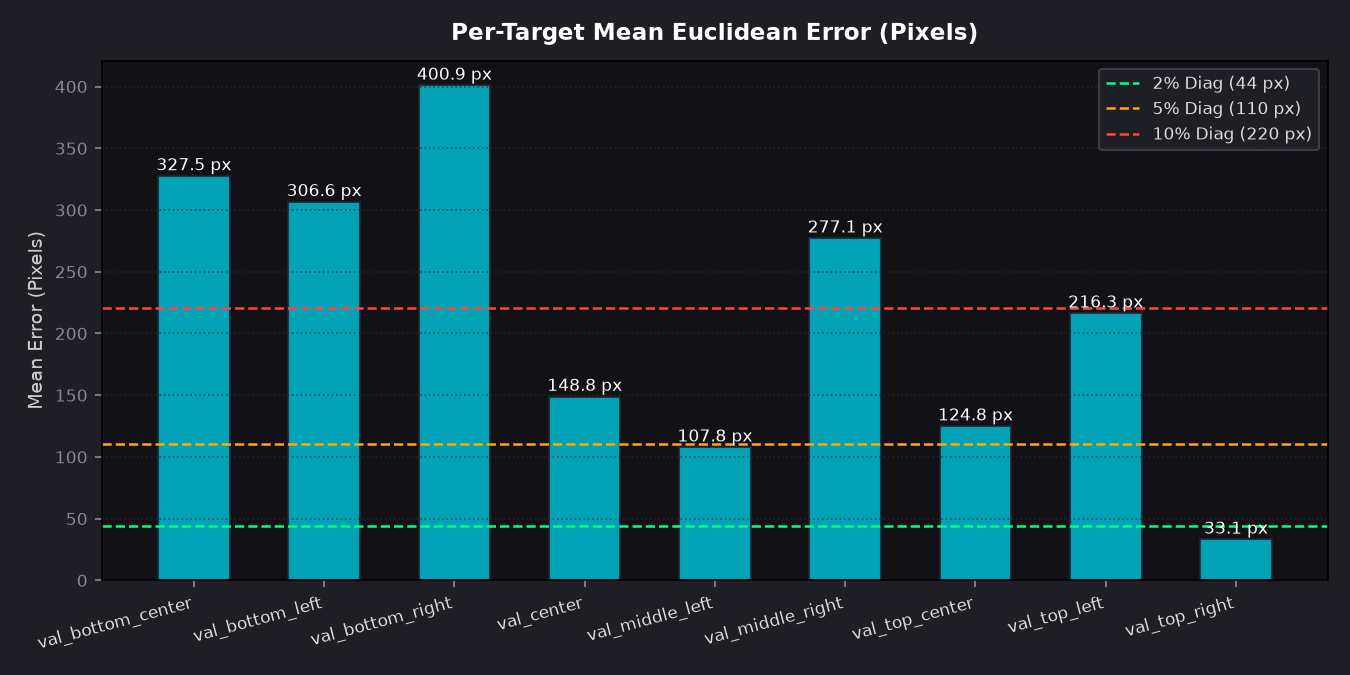 Per-Target Mean Euclidean Error (Pixels)
2% Diag (44 px)
5% Diag (110 px)
10% Diag (220 px)
Mean Error (Pixels)
400
350
300
250
200
150
100
50
0
327.5 px
306.6 px
400.9 px
148.8 px
107.8 px
277.1 px
124.8 px
216.3 px
33.1 px
val_bottom_center
val_bottom_left
val_bottom_right
val_center
val_middle_left
val_middle_right
val_top_center
val_top_left
val_top_right